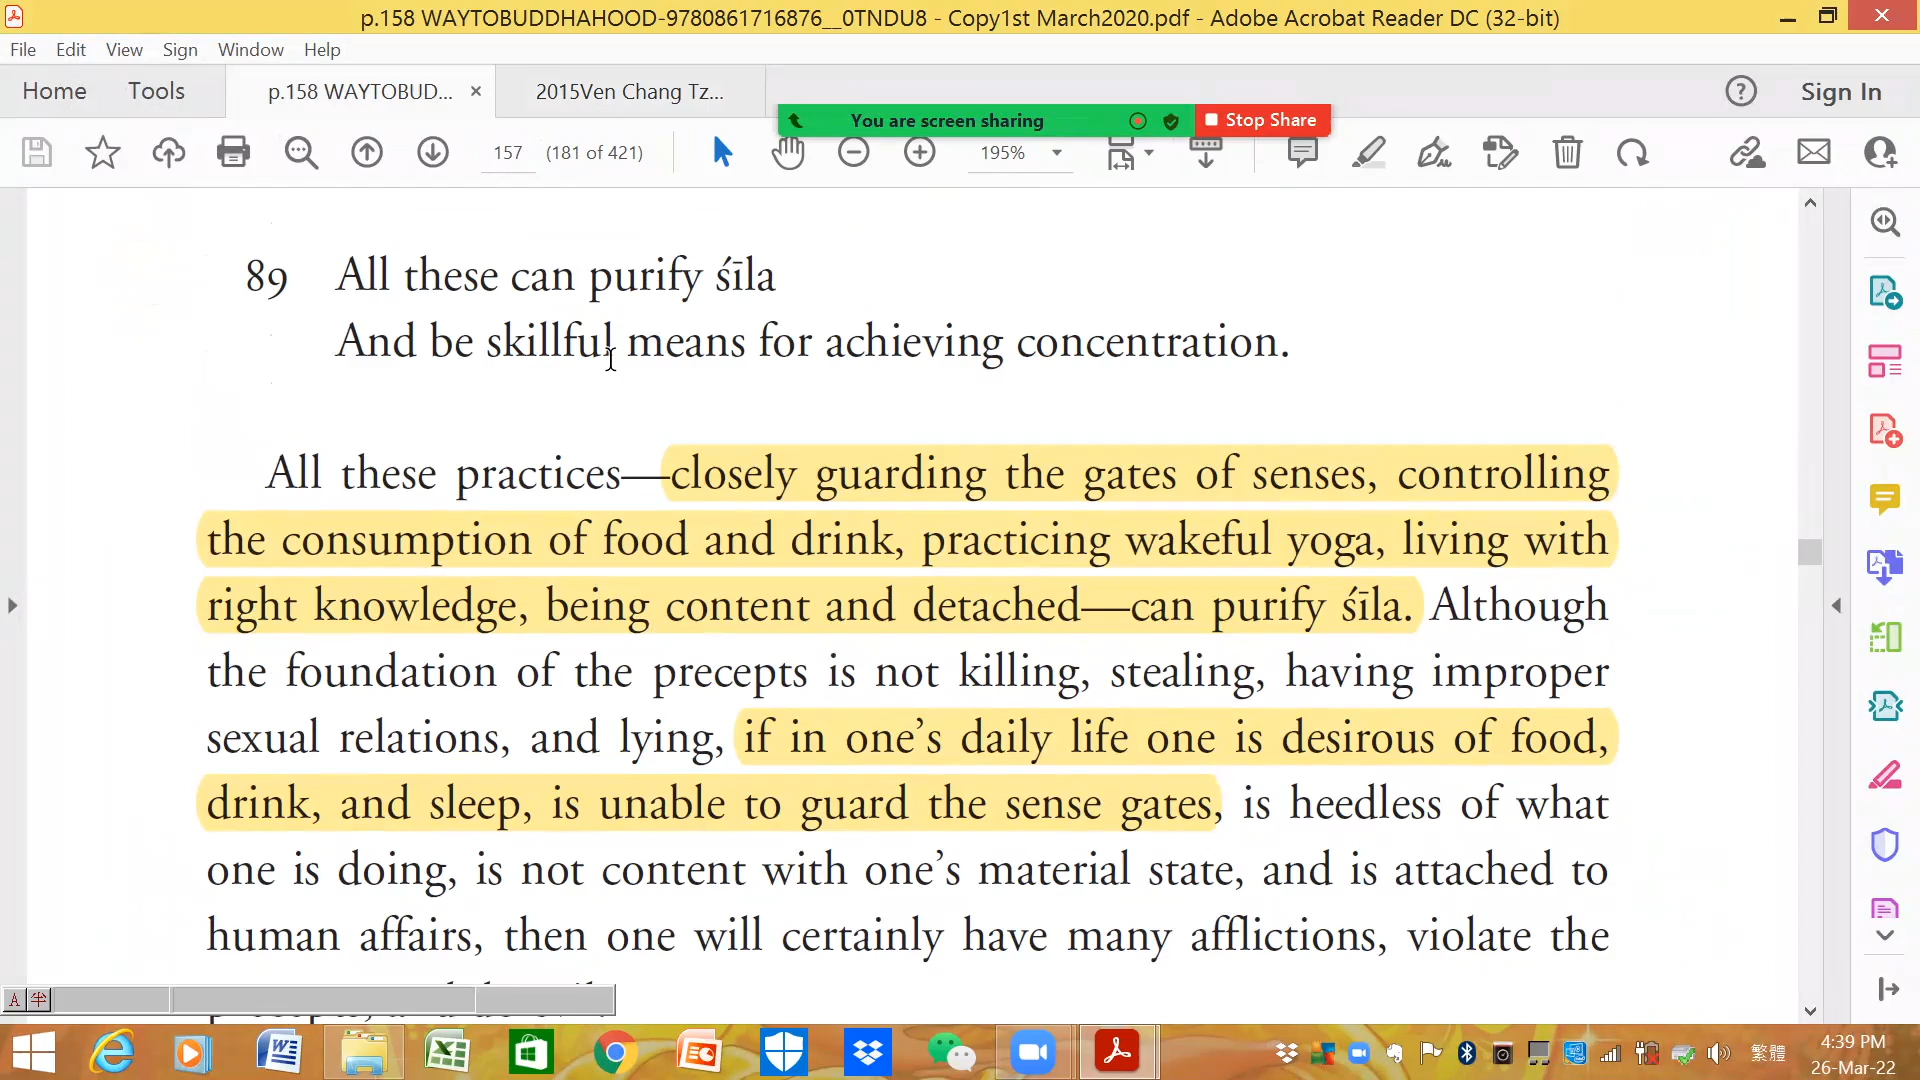 p.158 WAYTOBUDDHAHOOD-9780861716876__0TNDU8 - Copy1st March2020.pdf - Adobe Acrobat Reader DC (32-bit)
File Edit View Sign Window Help
Home Tools p.158 WAYTOBUD... × 2015Ven Chang Tz... Sign In
You are screen sharing Stop Share
157 (181 of 421) 195%
89 All these can purify śīla
And be skillful means for achieving concentration.
All these practices—closely guarding the gates of senses, controlling
the consumption of food and drink, practicing wakeful yoga, living with
right knowledge, being content and detached—can purify śīla. Although
the foundation of the precepts is not killing, stealing, having improper
sexual relations, and lying, if in one’s daily life one is desirous of food,
drink, and sleep, is unable to guard the sense gates, is heedless of what
one is doing, is not content with one’s material state, and is attached to
human affairs, then one will certainly have many afflictions, violate the
A 半
繁體
4:39 PM
26-Mar-22